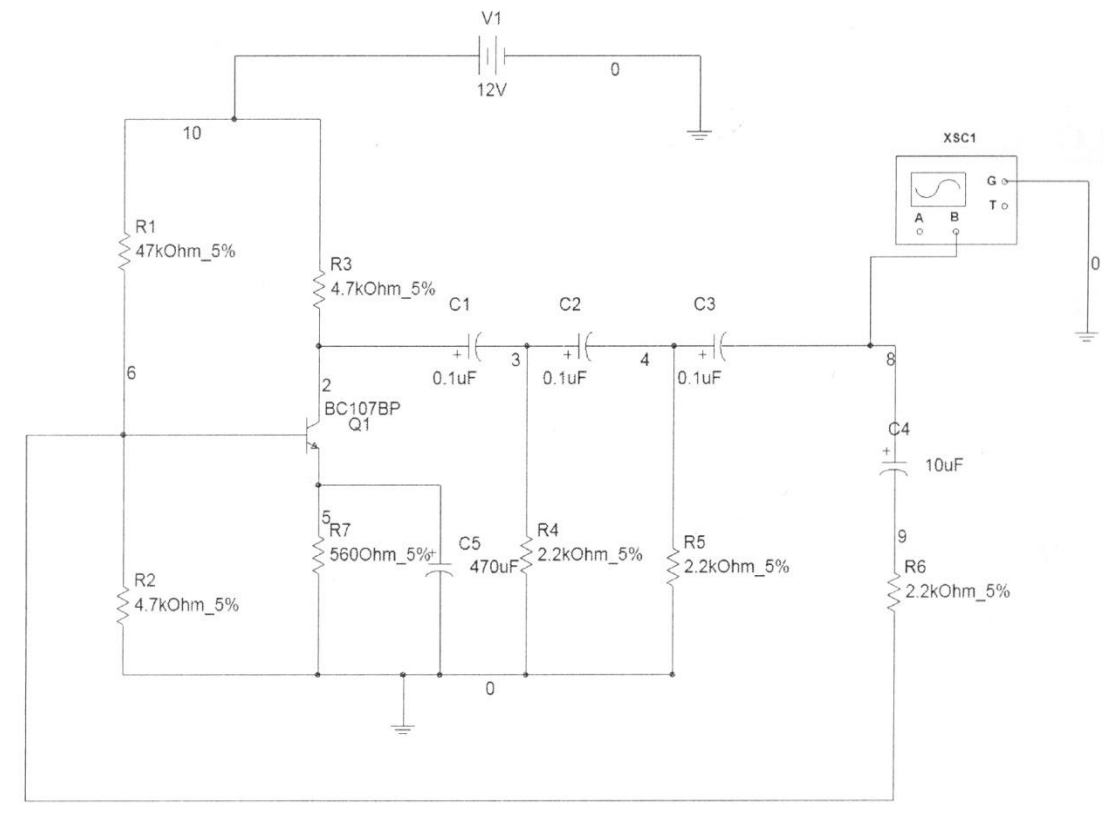 V1
0
12V
10
XSC1
G
T
A B
R1
47kOhm_5%
R3
4.7kOhm_5%
0
C1 C2 C3
+ + +
3 4 8
0.1uF 0.1uF 0.1uF
6
2
BC107BP
Q1
C4
+
10uF
5
R7
560Ohm_5%
+
C5
470uF
R4
2.2kOhm_5%
R5
2.2kOhm_5%
9
R6
2.2kOhm_5%
R2
4.7kOhm_5%
0